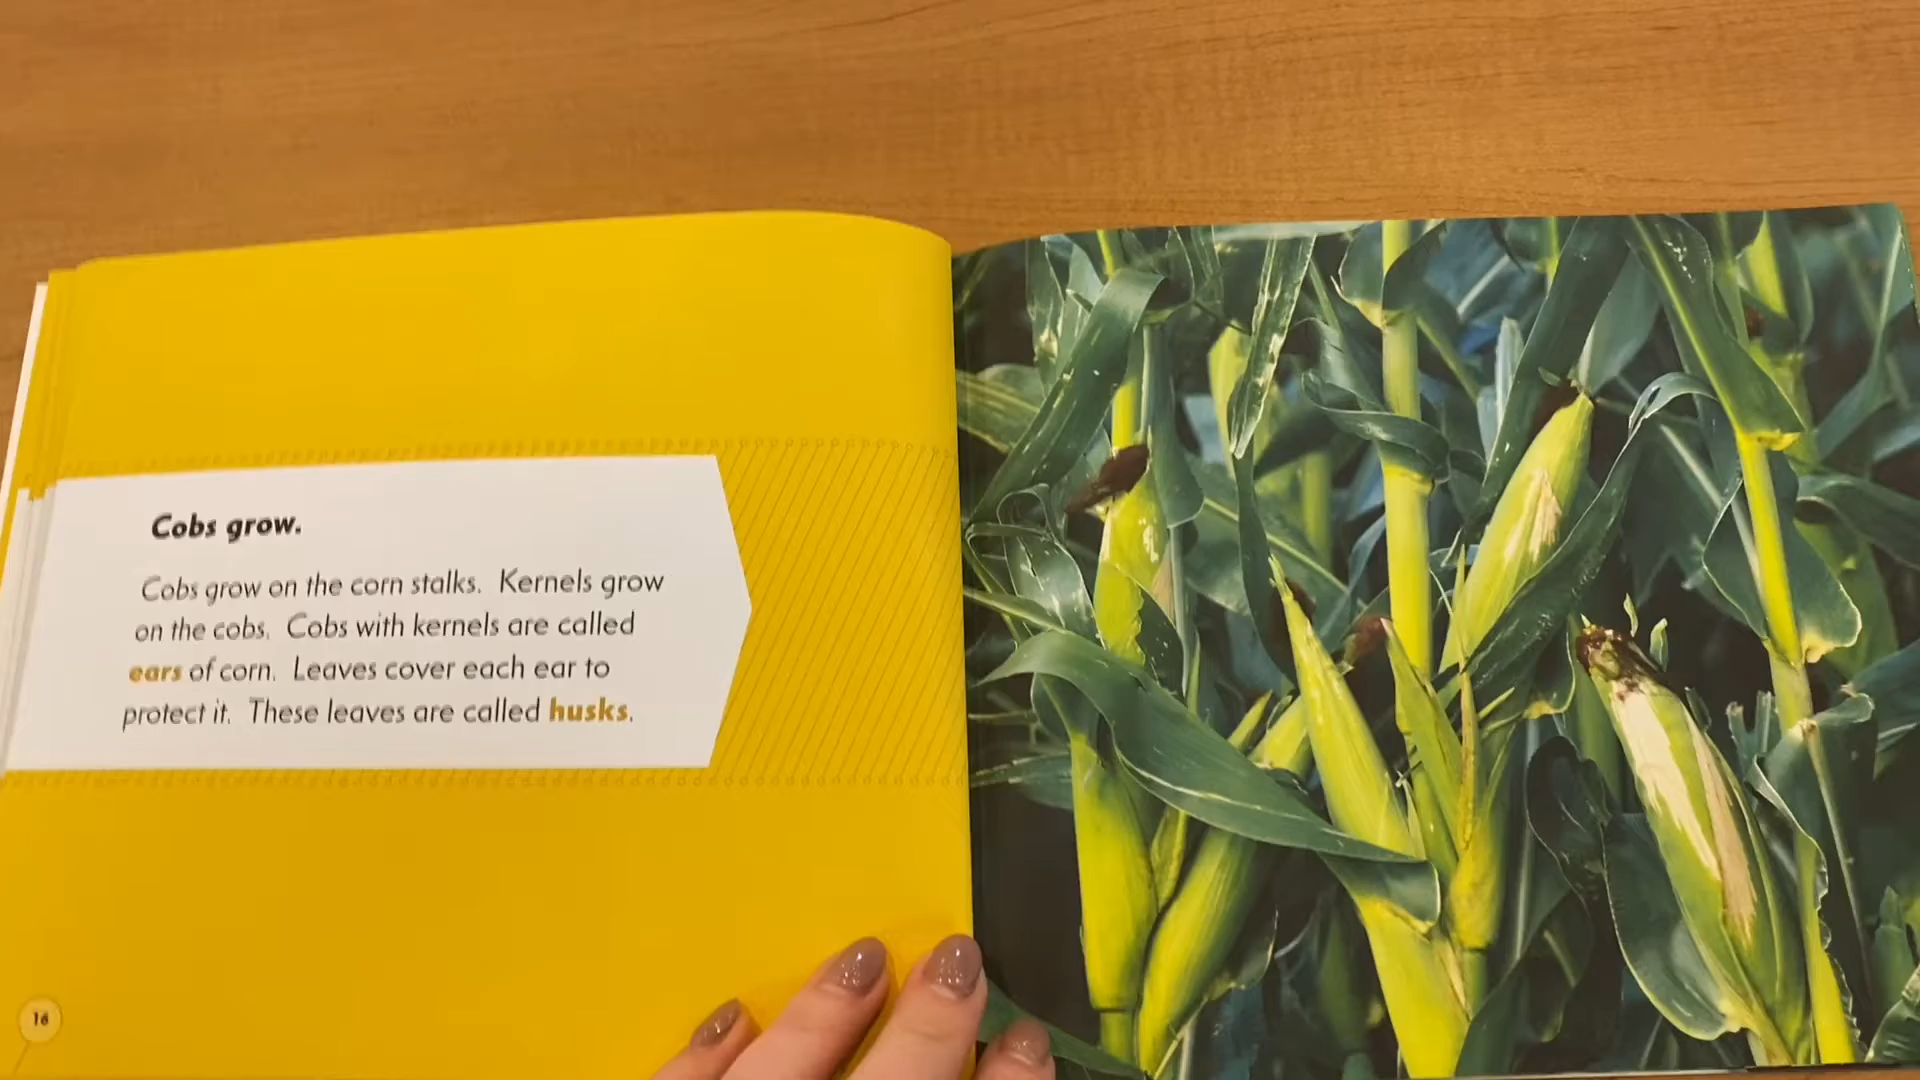 Cobs grow.
Cobs grow on the corn stalks. Kernels grow
on the cobs. Cobs with kernels are called
ears of corn. Leaves cover each ear to
protect it. These leaves are called husks.
16